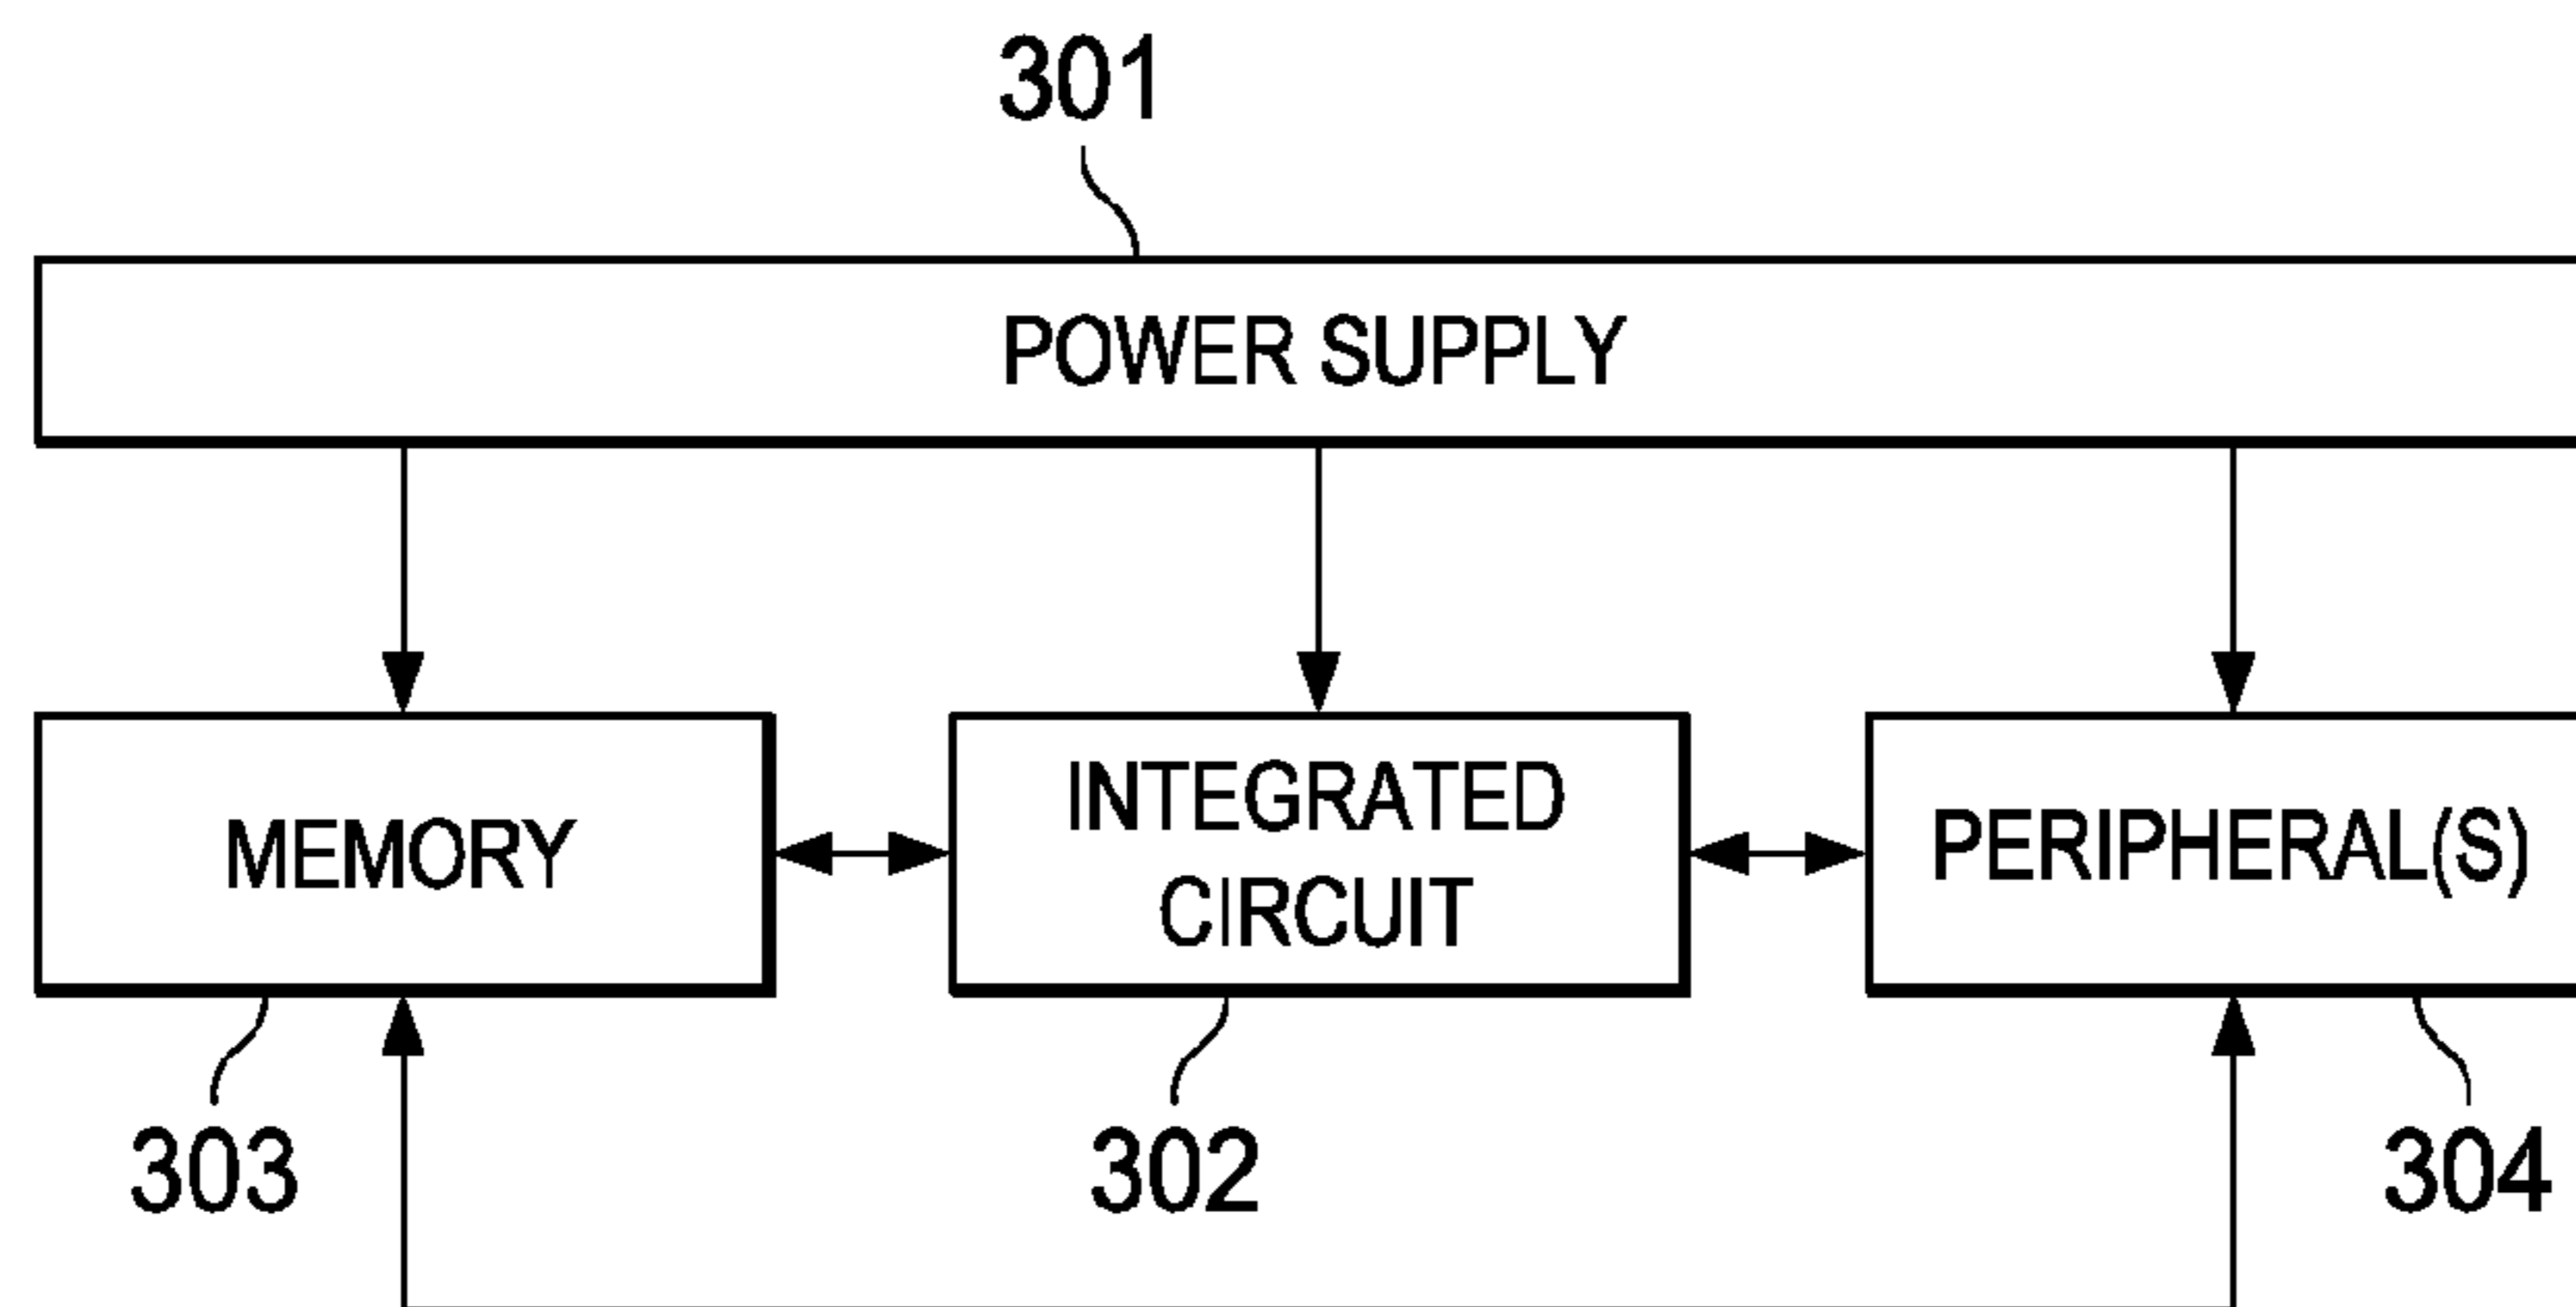 301
POWER SUPPLY
MEMORY
INTEGRATED
CIRCUIT
PERIPHERAL(S)
303
302
304